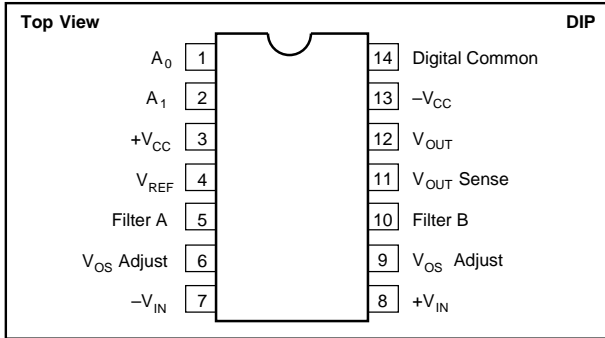 Top View DIP
A0 1 14 Digital Common
A1 2 13 –VCC
+VCC 3 12 VOUT
VREF 4 11 VOUT Sense
Filter A 5 10 Filter B
VOS Adjust 6 9 VOS Adjust
–VIN 7 8 +VIN